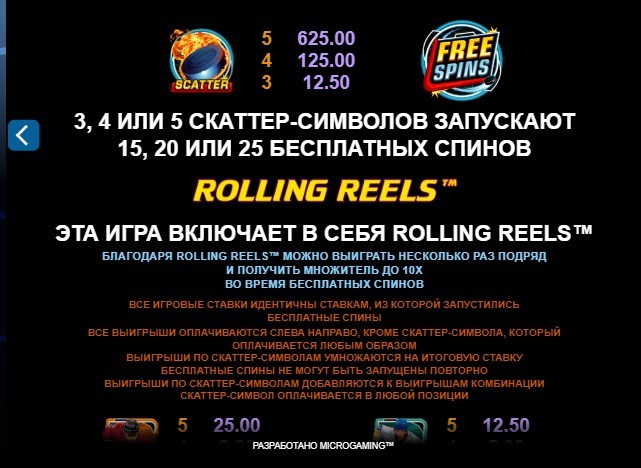 5 625.00
4 125.00
3 12.50
SCATTER
FREE
SPINS
3, 4 ИЛИ 5 СКАТТЕР-СИМВОЛОВ ЗАПУСКАЮТ
15, 20 ИЛИ 25 БЕСПЛАТНЫХ СПИНОВ
ROLLING REELS™
ЭТА ИГРА ВКЛЮЧАЕТ В СЕБЯ ROLLING REELS™
БЛАГОДАРЯ ROLLING REELS™ МОЖНО ВЫИГРАТЬ НЕСКОЛЬКО РАЗ ПОДРЯД
И ПОЛУЧИТЬ МНОЖИТЕЛЬ ДО 10X
ВО ВРЕМЯ БЕСПЛАТНЫХ СПИНОВ
ВСЕ ИГРОВЫЕ СТАВКИ ИДЕНТИЧНЫ СТАВКАМ, ИЗ КОТОРОЙ ЗАПУСТИЛИСЬ
БЕСПЛАТНЫЕ СПИНЫ
ВСЕ ВЫИГРЫШИ ОПЛАЧИВАЮТСЯ СЛЕВА НАПРАВО, КРОМЕ СКАТТЕР-СИМВОЛА, КОТОРЫЙ
ОПЛАЧИВАЕТСЯ ЛЮБЫМ ОБРАЗОМ
ВЫИГРЫШИ ПО СКАТТЕР-СИМВОЛАМ УМНОЖАЮТСЯ НА ИТОГОВУЮ СТАВКУ
БЕСПЛАТНЫЕ СПИНЫ НЕ МОГУТ БЫТЬ ЗАПУЩЕНЫ ПОВТОРНО
ВЫИГРЫШИ ПО СКАТТЕР-СИМВОЛАМ ДОБАВЛЯЮТСЯ К ВЫИГРЫШАМ КОМБИНАЦИИ
СКАТТЕР-СИМВОЛ ОПЛАЧИВАЕТСЯ В ЛЮБОЙ ПОЗИЦИИ
5 25.00 5 12.50
РАЗРАБОТАНО MICROGAMING™